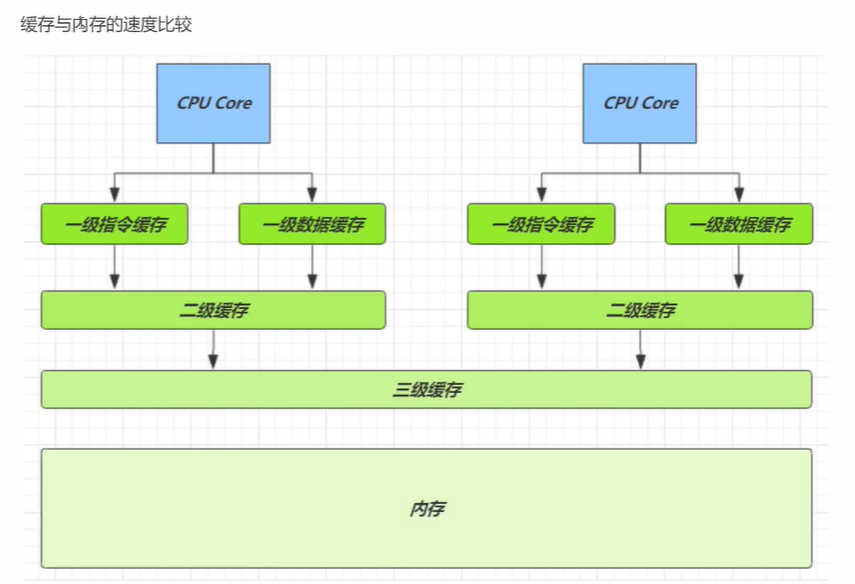 缓存与内存的速度比较
CPU Core
CPU Core
一级指令缓存
一级数据缓存
一级指令缓存
一级数据缓存
二级缓存
二级缓存
三级缓存
内存